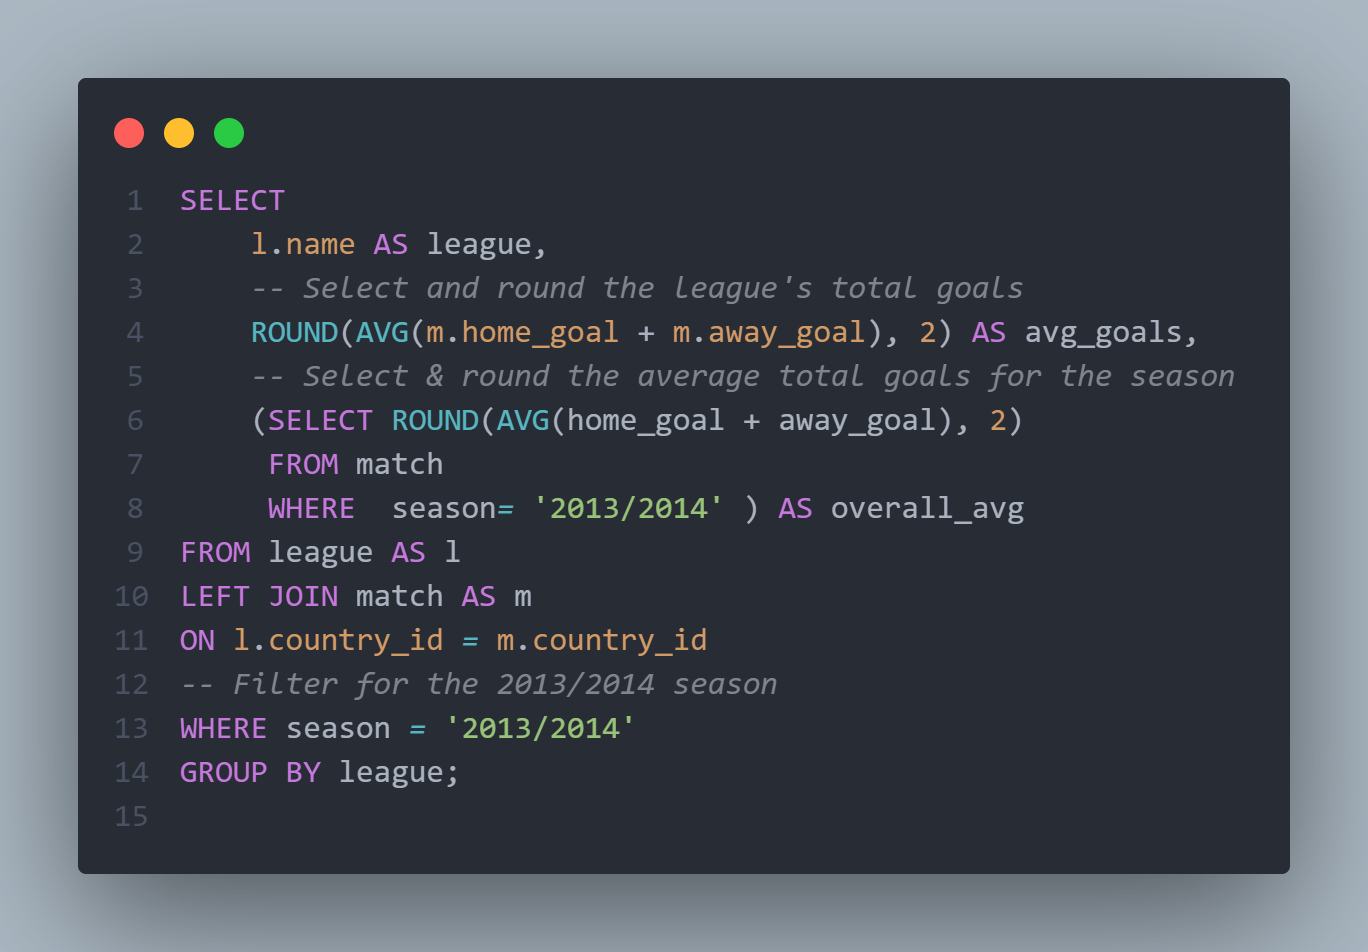 1 SELECT
2     l.name AS league,
3     -- Select and round the league's total goals
4     ROUND(AVG(m.home_goal + m.away_goal), 2) AS avg_goals,
5     -- Select & round the average total goals for the season
6     (SELECT ROUND(AVG(home_goal + away_goal), 2)
7      FROM match
8      WHERE  season= '2013/2014' ) AS overall_avg
9 FROM league AS l
10 LEFT JOIN match AS m
11 ON l.country_id = m.country_id
12 -- Filter for the 2013/2014 season
13 WHERE season = '2013/2014'
14 GROUP BY league;
15